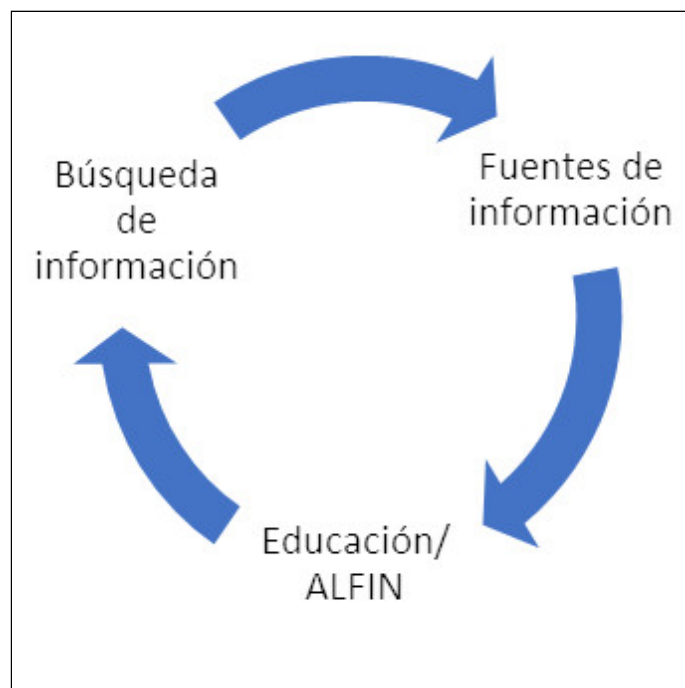 Búsqueda
de
información
Fuentes de
información
Educación/
ALFIN